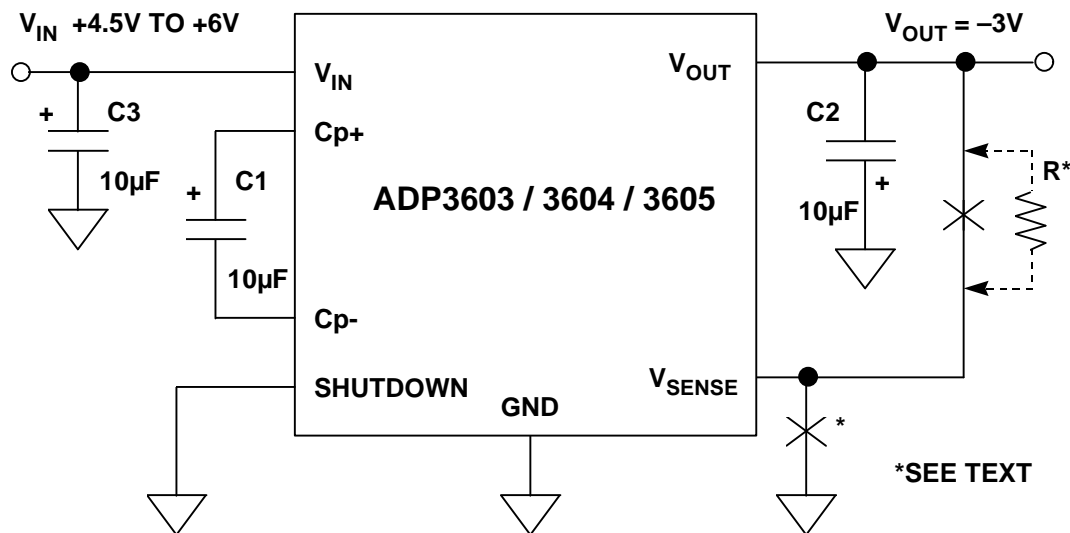 V_IN +4.5V TO +6V
V_OUT = –3V
V_IN
V_OUT
+
C3
10µF
Cp+
+
C1
10µF
Cp-
ADP3603 / 3604 / 3605
C2
+
10µF
R*
SHUTDOWN
GND
V_SENSE
*
*SEE TEXT